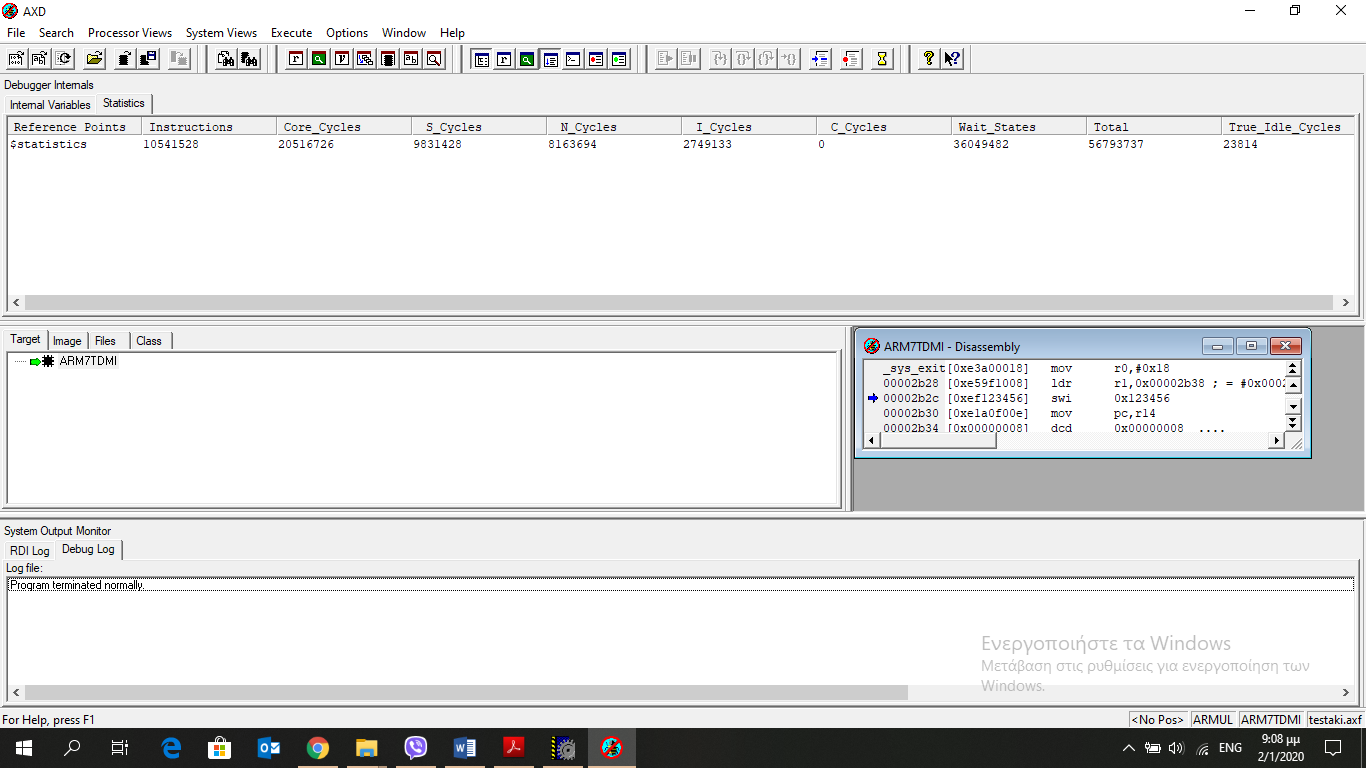 AXD
File Search Processor Views System Views Execute Options Window Help
Debugger Internals
Internal Variables Statistics
Reference Points Instructions Core_Cycles S_Cycles N_Cycles I_Cycles C_Cycles Wait_States Total True_Idle_Cycles
$statistics 10541528 20516726 9831428 8163694 2749133 0 36049482 56793737 23814
Target Image Files Class
ARM7TDMI
ARM7TDMI - Disassembly
_sys_exit [0xe3a00018] mov r0,#0x18
00002b28 [0xe59f1008] ldr r1,0x00002b38 ; = #0x0002
00002b2c [0xef123456] swi 0x123456
00002b30 [0xe1a0f00e] mov pc,r14
00002b34 [0x00000008] dcd 0x00000008 ....
System Output Monitor
RDI Log Debug Log
Log file:
Program terminated normally.
Ενεργοποιήστε τα Windows
Μετάβαση στις ρυθμίσεις για ενεργοποίηση των
Windows.
For Help, press F1
<No Pos> ARMUL ARM7TDMI testaki.axf
ENG
9:08 μμ
2/1/2020